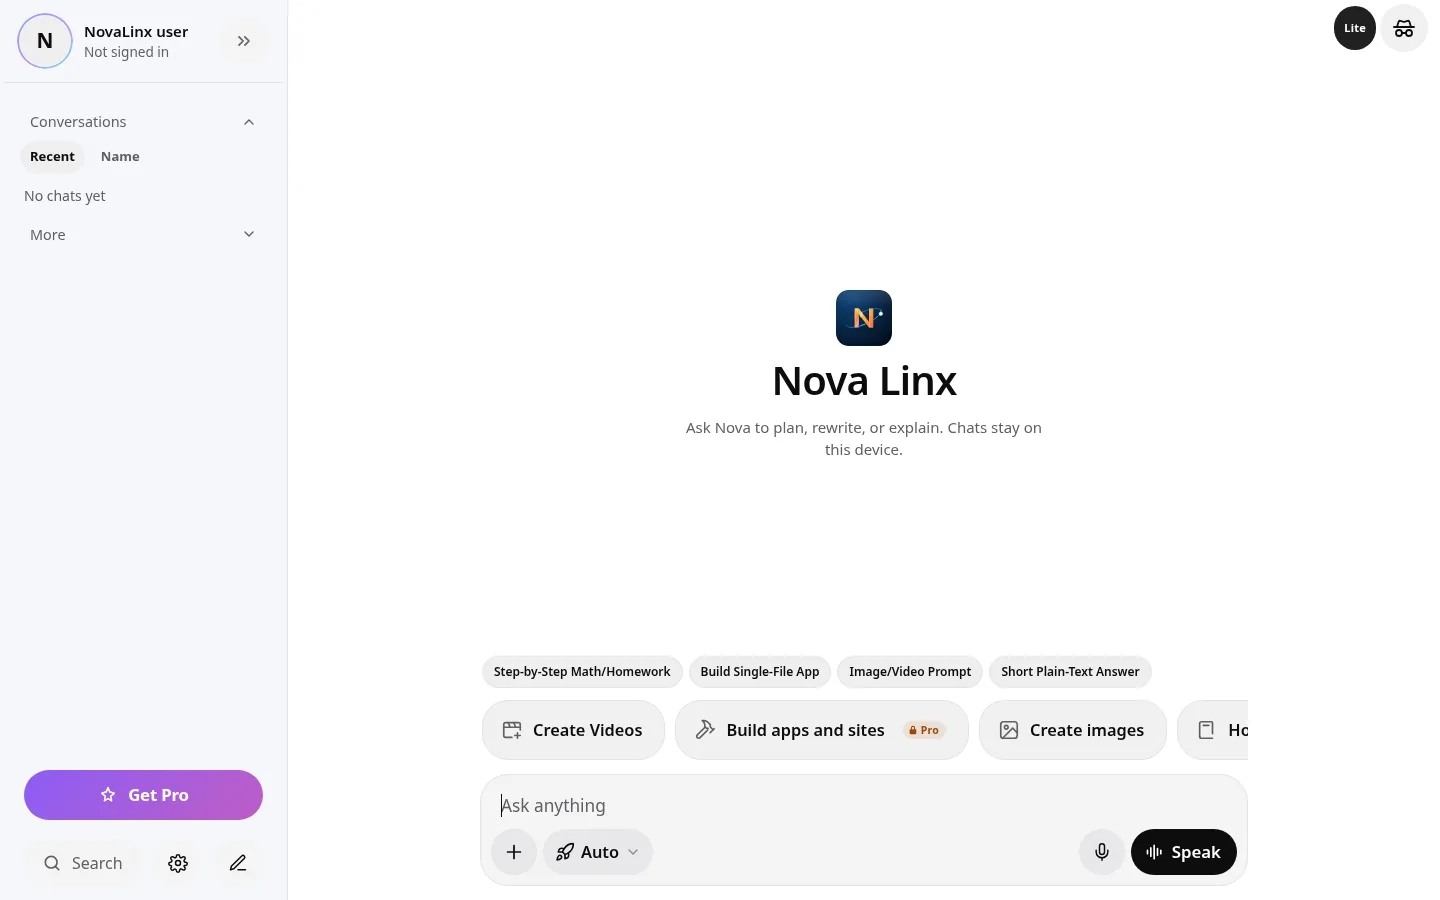 N
NovaLinx user
Not signed in
Conversations
Recent
Name
No chats yet
More
Get Pro
Search
Lite
N
Nova Linx
Ask Nova to plan, rewrite, or explain. Chats stay on
this device.
Step-by-Step Math/Homework
Build Single-File App
Image/Video Prompt
Short Plain-Text Answer
Create Videos
Build apps and sites
Pro
Create images
Ask anything
Auto
Speak